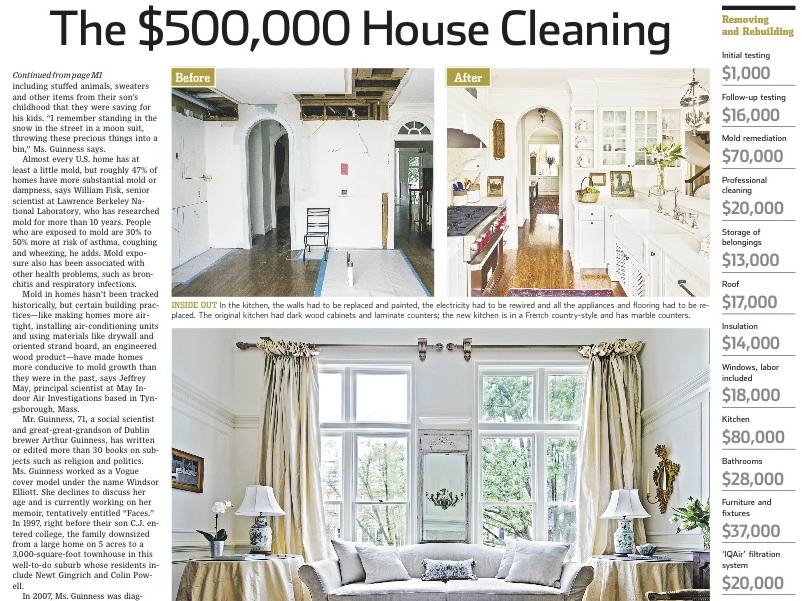 The $500,000 House Cleaning
Continued from page M1
including stuffed animals, sweaters
and other items from their son's
childhood that they were saving for
his kids. “I remember standing in the
snow in the street in a moon suit,
throwing these precious things into a
bin,” Ms. Guinness says.
Almost every U.S. home has at
least a little mold, but roughly 47% of
homes have more substantial mold or
dampness, says William Fisk, senior
scientist at Lawrence Berkeley Na-
tional Laboratory, who has researched
mold for more than 10 years. People
who are exposed to mold are 30% to
50% more at risk of asthma, coughing
and wheezing, he adds. Mold expo-
sure also has been associated with
other health problems, such as bron-
chitis and respiratory infections.
Mold in homes hasn't been tracked
historically, but certain building prac-
tices—like making homes more air-
tight, installing air-conditioning units
and using materials like drywall and
oriented strand board, an engineered
wood product—have made homes
more conducive to mold growth than
they were in the past, says Jeffrey
May, principal scientist at May In-
door Air Investigations based in Tyn-
gsborough, Mass.
Mr. Guinness, 71, a social scientist
and great-great-grandson of Dublin
brewer Arthur Guinness, has written
or edited more than 30 books on sub-
jects such as religion and politics.
Ms. Guinness worked as a Vogue
cover model under the name Windsor
Elliott. She declines to discuss her
age and is currently working on her
memoir, tentatively entitled “Faces.”
In 1997, right before their son C.J. en-
tered college, the family downsized
from a large home on 5 acres to a
3,000-square-foot townhouse in this
well-to-do suburb whose residents in-
clude Newt Gingrich and Colin Pow-
ell.
In 2007, Ms. Guinness was diag-
Before
After
INSIDE OUT In the kitchen, the walls had to be replaced and painted, the electricity had to be rewired and all the appliances and flooring had to be re-
placed. The original kitchen had dark wood cabinets and laminate counters; the new kitchen is in a French country-style and has marble counters.
Removing
and Rebuilding
Initial testing
$1,000
Follow-up testing
$16,000
Mold remediation
$70,000
Professional
cleaning
$20,000
Storage of
belongings
$13,000
Roof
$17,000
Insulation
$14,000
Windows, labor
included
$18,000
Kitchen
$80,000
Bathrooms
$28,000
Furniture and
fixtures
$37,000
‘IQAir’ filtration
system
$20,000